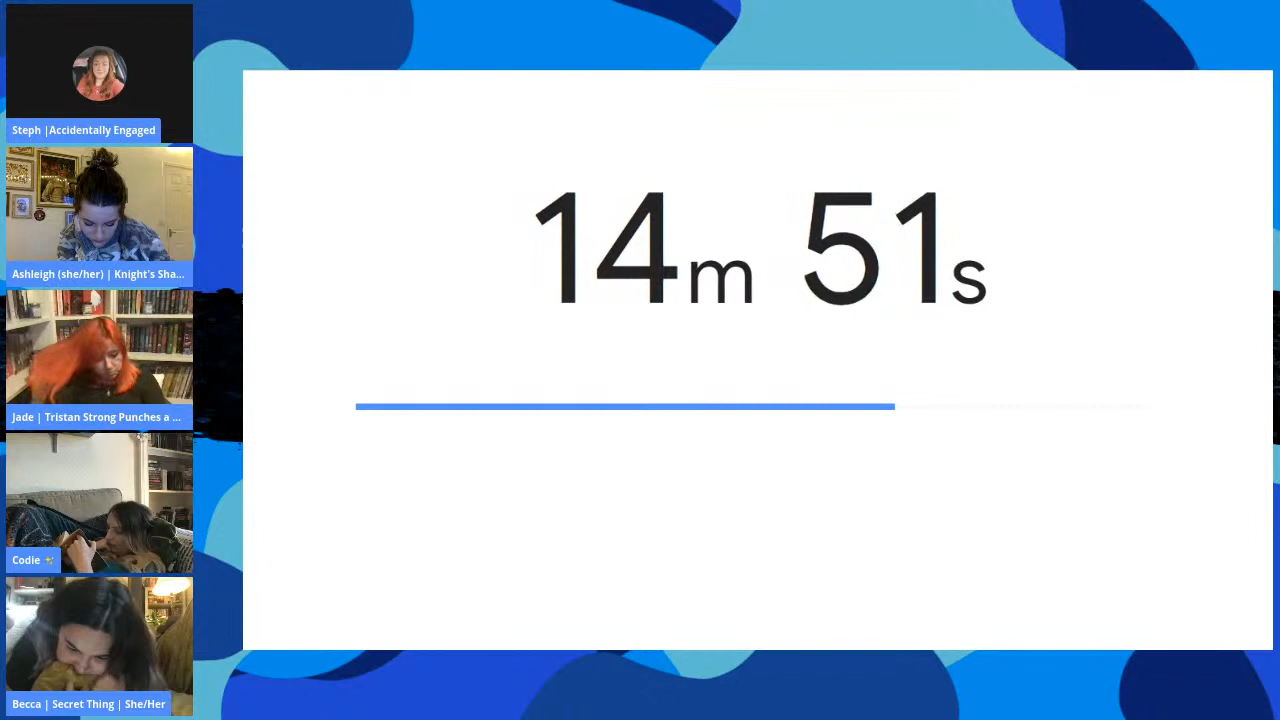 Steph |Accidentally Engaged
Ashleigh (she/her) | Knight's Sha...
Jade | Tristan Strong Punches a ...
Codie ✨
Becca | Secret Thing | She/Her
14m 51s